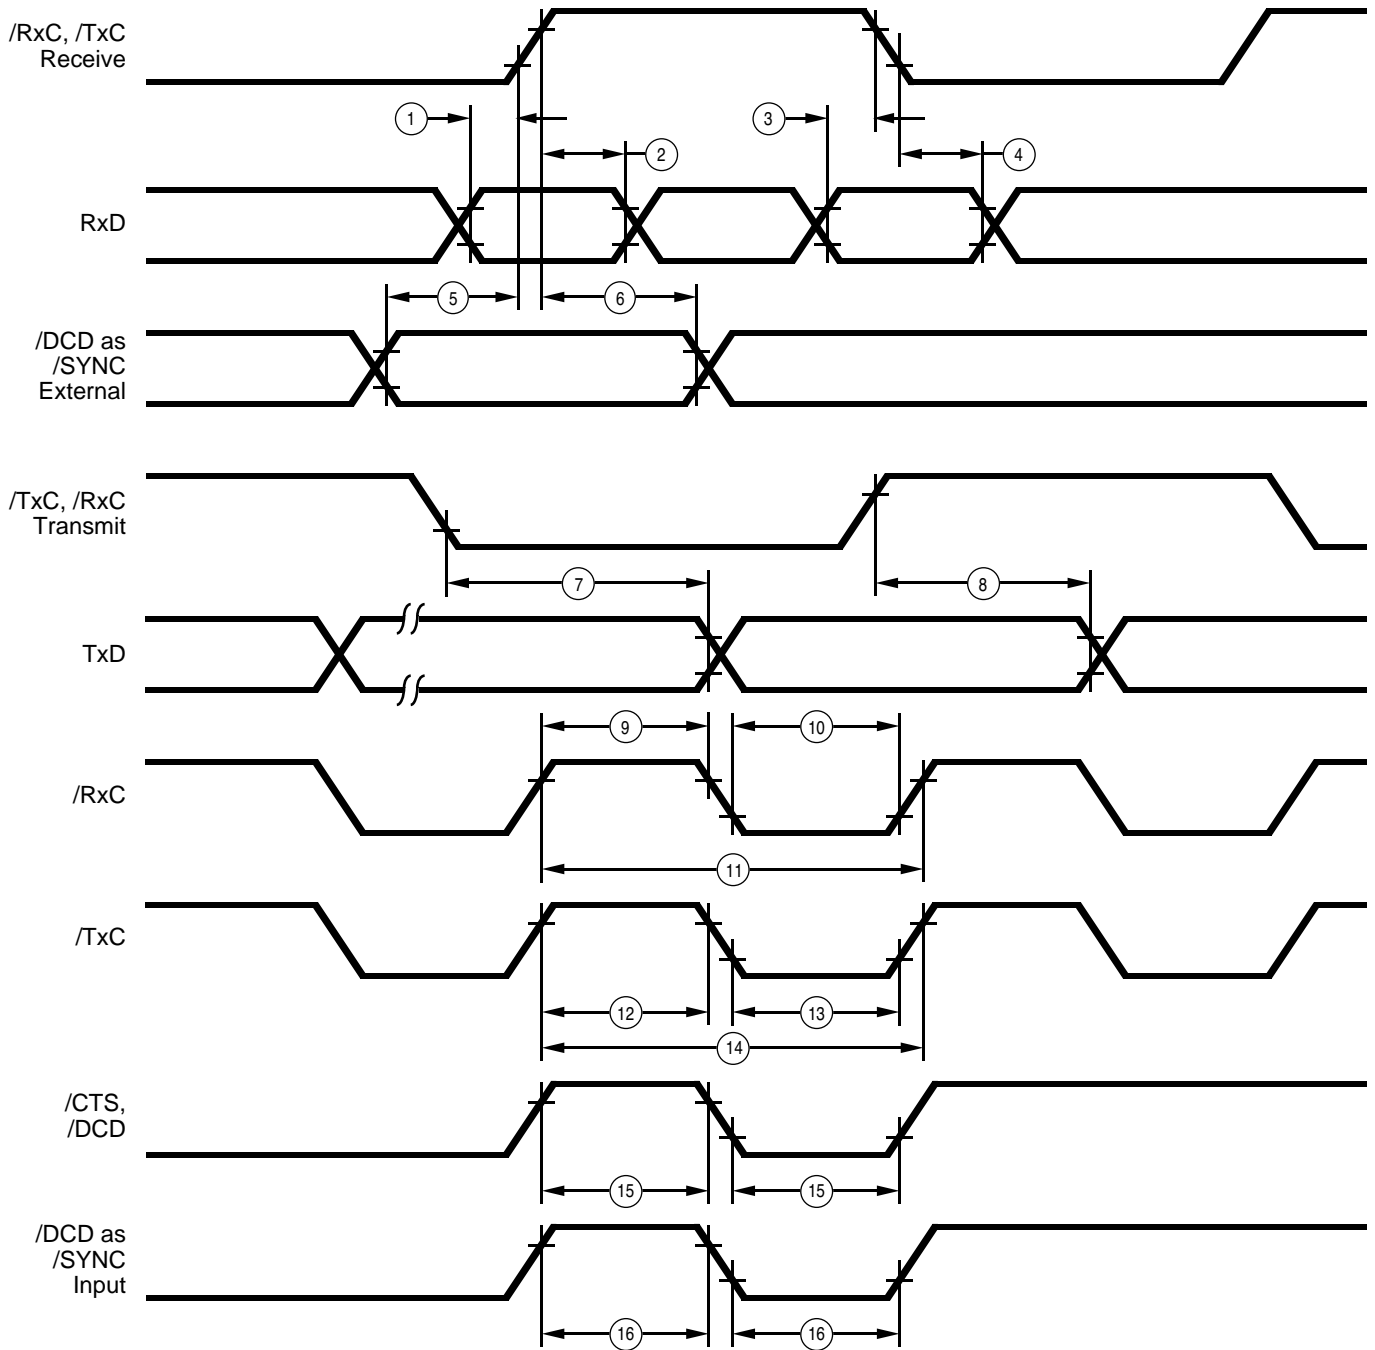 /RxC, /TxC
Receive
1
3
2
4
RxD
5
6
/DCD as
/SYNC
External
/TxC, /RxC
Transmit
7
8
TxD
9
10
/RxC
11
/TxC
12
13
14
/CTS,
/DCD
15
15
/DCD as
/SYNC
Input
16
16